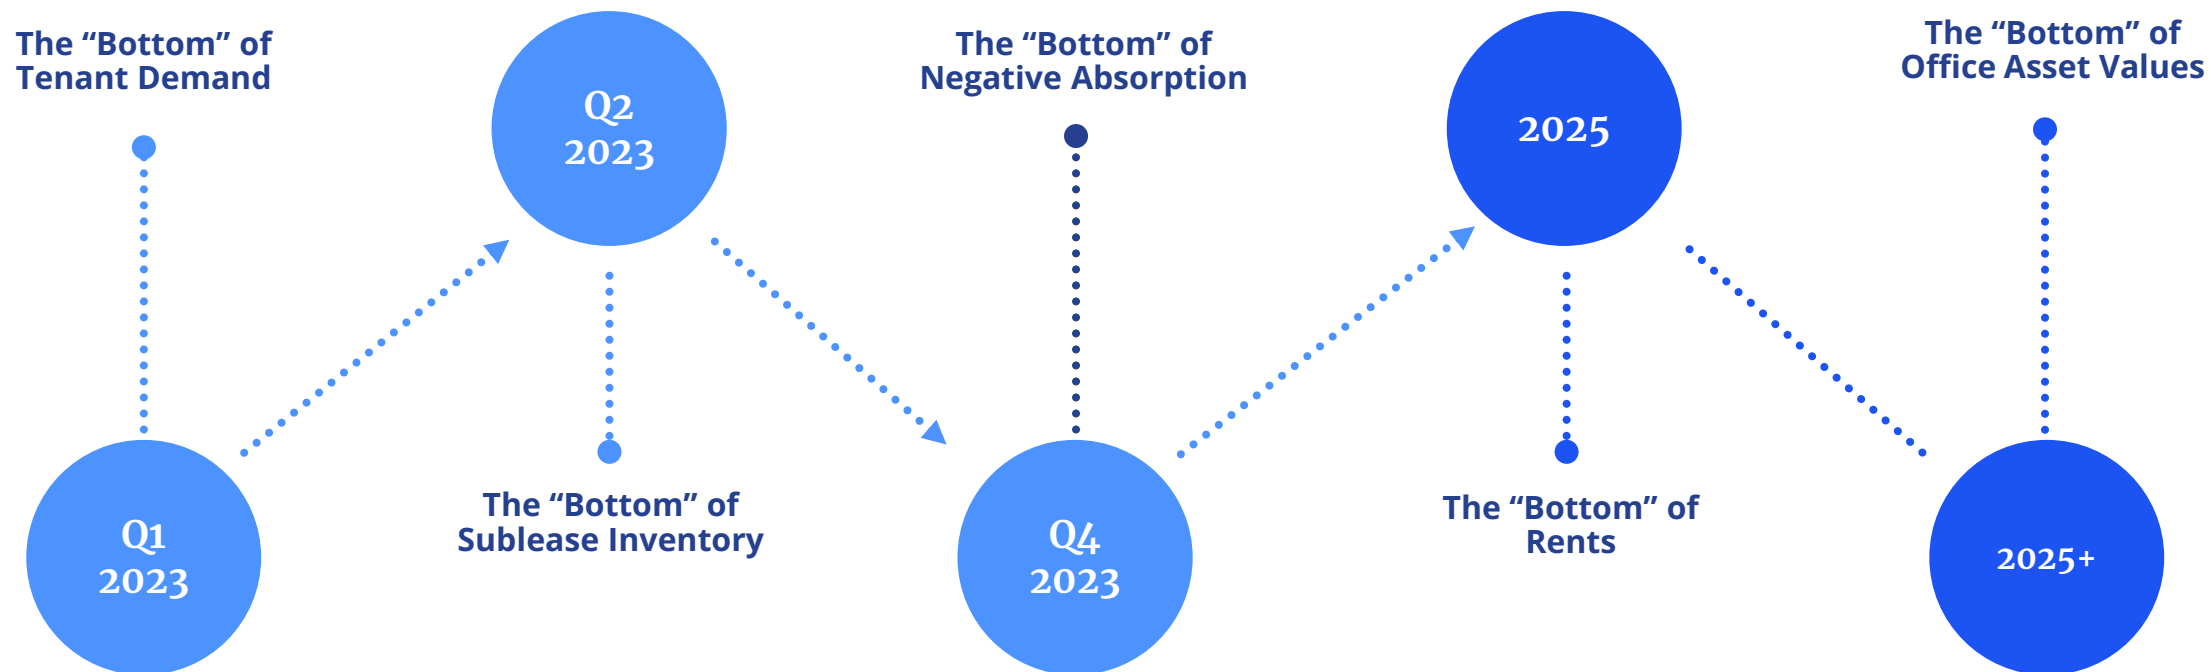 The “Bottom” of
Tenant Demand
Q1
2023
Q2
2023
The “Bottom” of
Sublease Inventory
The “Bottom” of
Negative Absorption
Q4
2023
2025
The “Bottom” of
Rents
The “Bottom” of
Office Asset Values
2025+